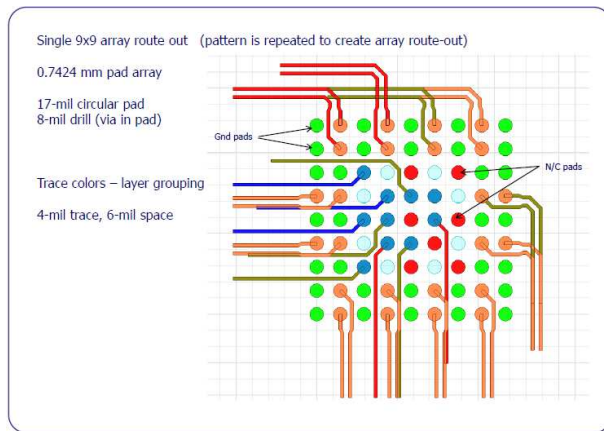 Single 9x9 array route out (pattern is repeated to create array route-out)
0.7424 mm pad array
17-mil circular pad
8-mil drill (via in pad)
Gnd pads
N/C pads
Trace colors – layer grouping
4-mil trace, 6-mil space